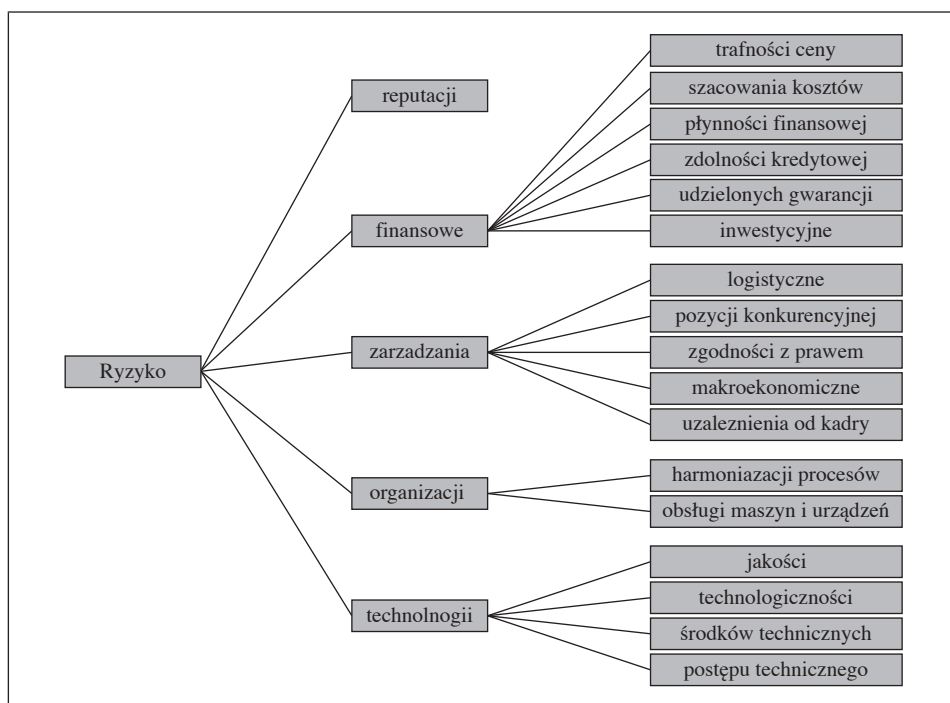 Ryzyko
reputacji
finansowe
trafności ceny
szacowania kosztów
płynności finansowej
zdolności kredytowej
udzielonych gwarancji
inwestycyjne
zarzadzania
logistyczne
pozycji konkurencyjnej
zgodności z prawem
makroekonomiczne
uzaleznienia od kadry
organizacji
harmoniazacji procesów
obsługi maszyn i urządzeń
technolnogii
jakości
technologiczności
środków technicznych
postępu technicznego